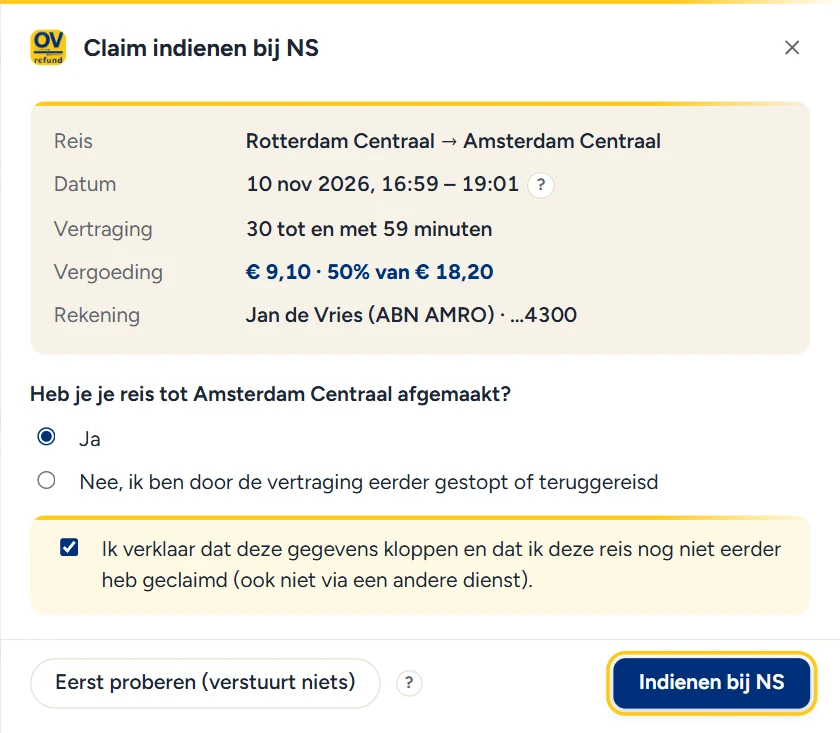 OV
refund
Claim indienen bij NS
Reis Rotterdam Centraal → Amsterdam Centraal
Datum 10 nov 2026, 16:59 – 19:01 ?
Vertraging 30 tot en met 59 minuten
Vergoeding € 9,10 · 50% van € 18,20
Rekening Jan de Vries (ABN AMRO) · ...4300
Heb je je reis tot Amsterdam Centraal afgemaakt?
Ja
Nee, ik ben door de vertraging eerder gestopt of teruggereisd
Ik verklaar dat deze gegevens kloppen en dat ik deze reis nog niet eerder
heb geclaimd (ook niet via een andere dienst).
Eerst proberen (verstuurt niets) ? Indienen bij NS